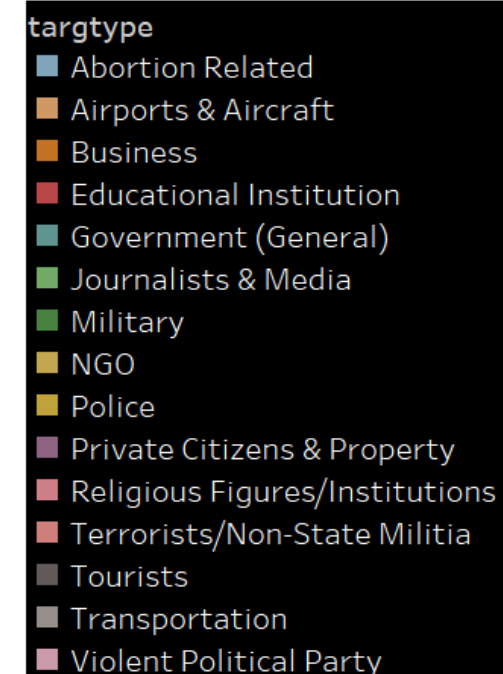 targtype
Abortion Related
Airports & Aircraft
Business
Educational Institution
Government (General)
Journalists & Media
Military
NGO
Police
Private Citizens & Property
Religious Figures/Institutions
Terrorists/Non-State Militia
Tourists
Transportation
Violent Political Party